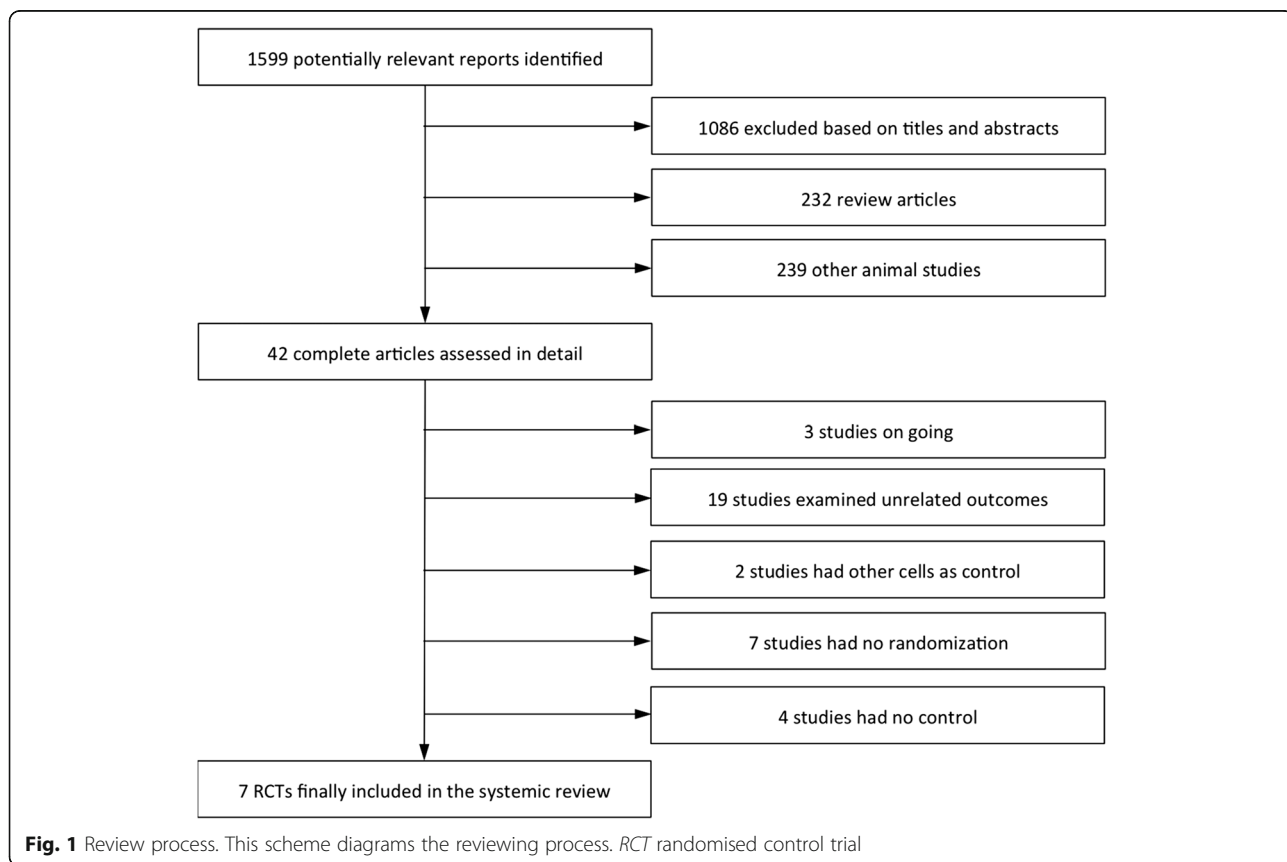 1599 potentially relevant reports identified
1086 excluded based on titles and abstracts
232 review articles
239 other animal studies
42 complete articles assessed in detail
3 studies on going
19 studies examined unrelated outcomes
2 studies had other cells as control
7 studies had no randomization
4 studies had no control
7 RCTs finally included in the systemic review
Fig. 1 Review process. This scheme diagrams the reviewing process. RCT randomised control trial